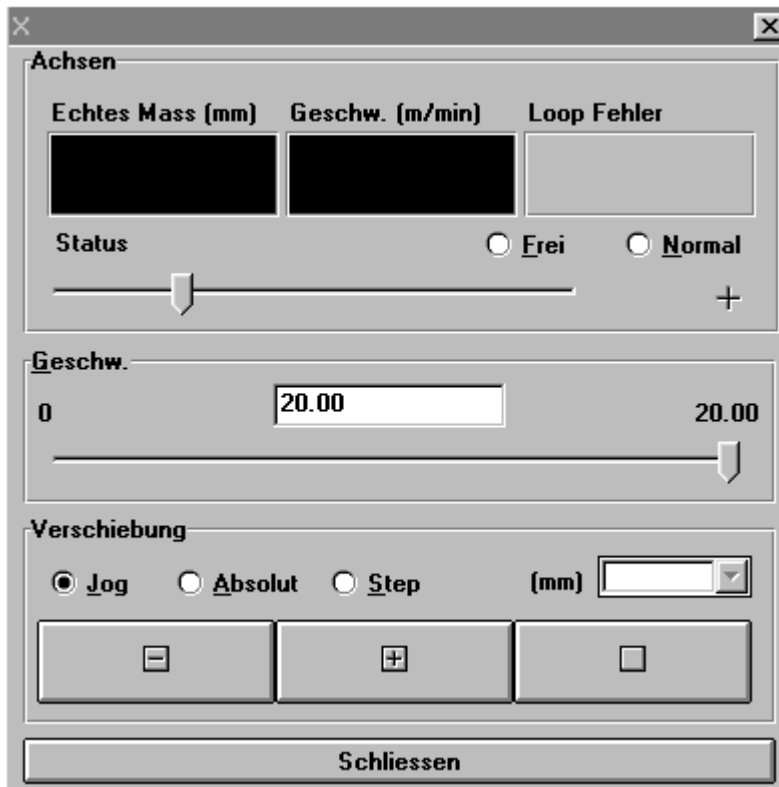 X
Achsen
Echtes Mass (mm) Geschw. (m/min) Loop Fehler
Status Frei Normal
Geschw.
0 20.00 20.00
Verschiebung
Jog Absolut Step (mm)
Schliessen